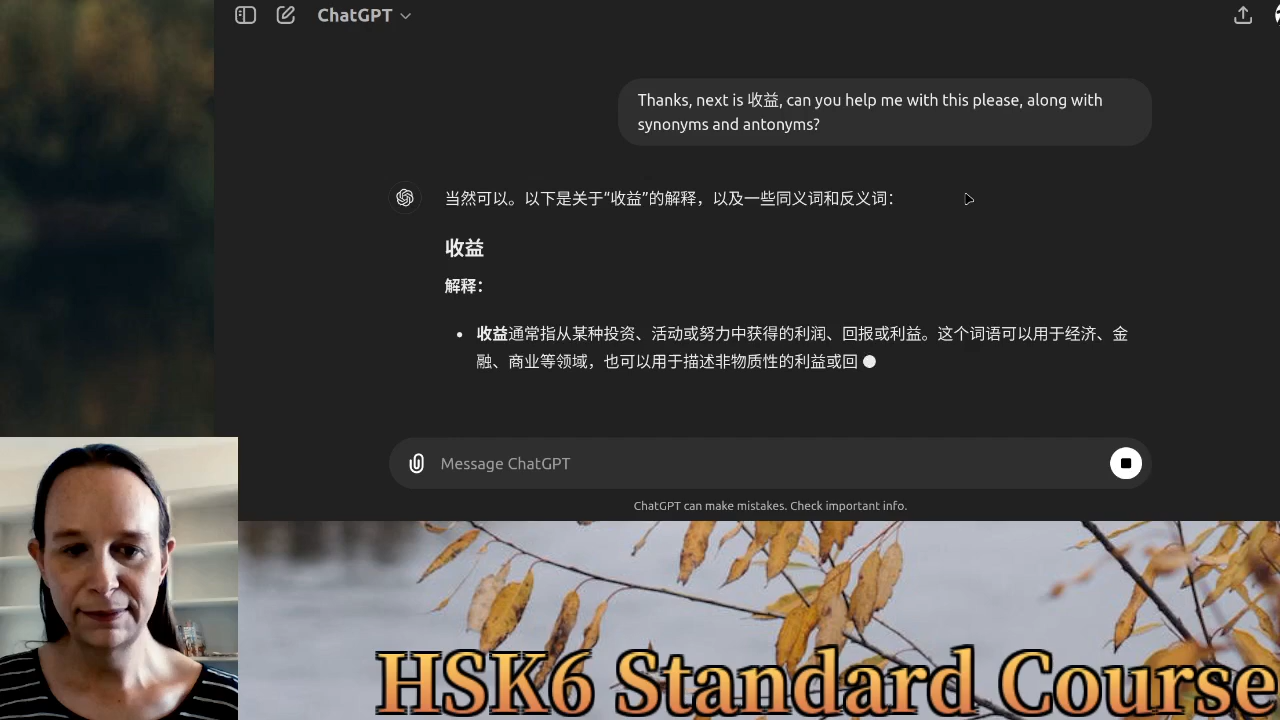 ChatGPT
Thanks, next is 收益, can you help me with this please, along with
synonyms and antonyms?
当然可以。以下是关于“收益”的解释，以及一些同义词和反义词：
收益
解释：
收益通常指从某种投资、活动或努力中获得的利润、回报或利益。这个词语可以用于经济、金
融、商业等领域，也可以用于描述非物质性的利益或回
Message ChatGPT
ChatGPT can make mistakes. Check important info.
HSK6 Standard Course